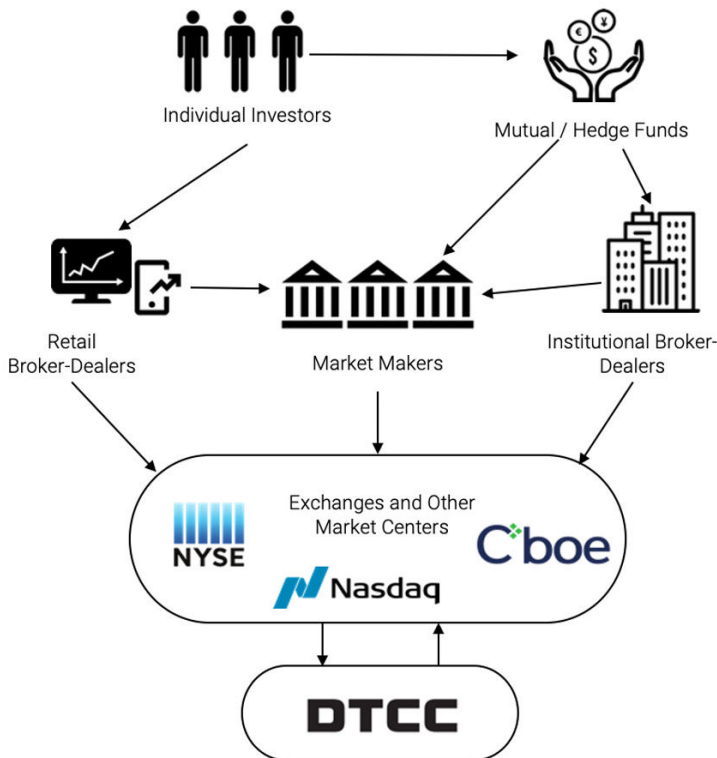 Individual Investors
Mutual / Hedge Funds
Retail
Broker-Dealers
Market Makers
Institutional Broker-
Dealers
Exchanges and Other
Market Centers
NYSE
Cboe
Nasdaq
DTCC